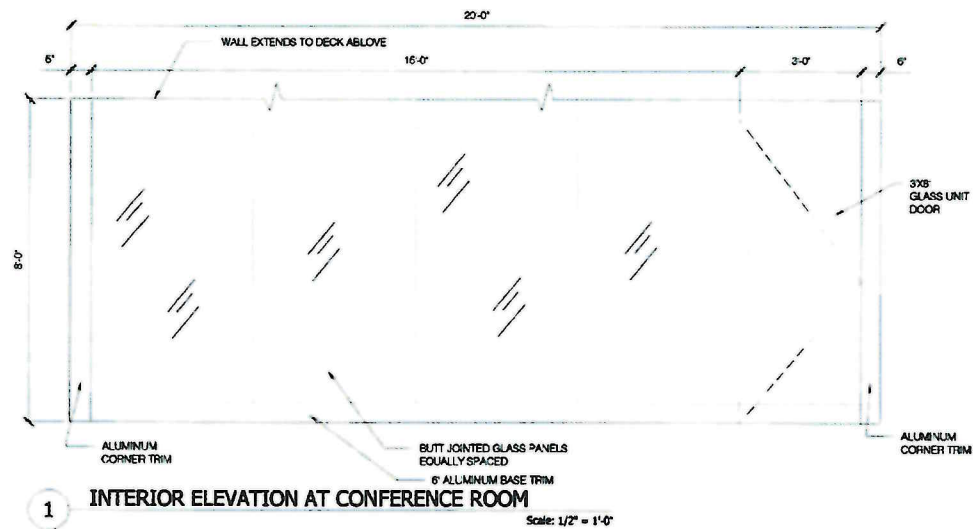 20'-0"
WALL EXTENDS TO DECK ABLOVE
6"
16'-0"
3'-0"
6"
8'-0"
3X8'
GLASS UNIT
DOOR
ALUMINUM
CORNER TRIM
BUTT JOINTED GLASS PANELS
EQUALLY SPACED
6" ALUMINUM BASE TRIM
ALUMINUM
CORNER TRIM
1 INTERIOR ELEVATION AT CONFERENCE ROOM
Scale: 1/2" = 1'-0"